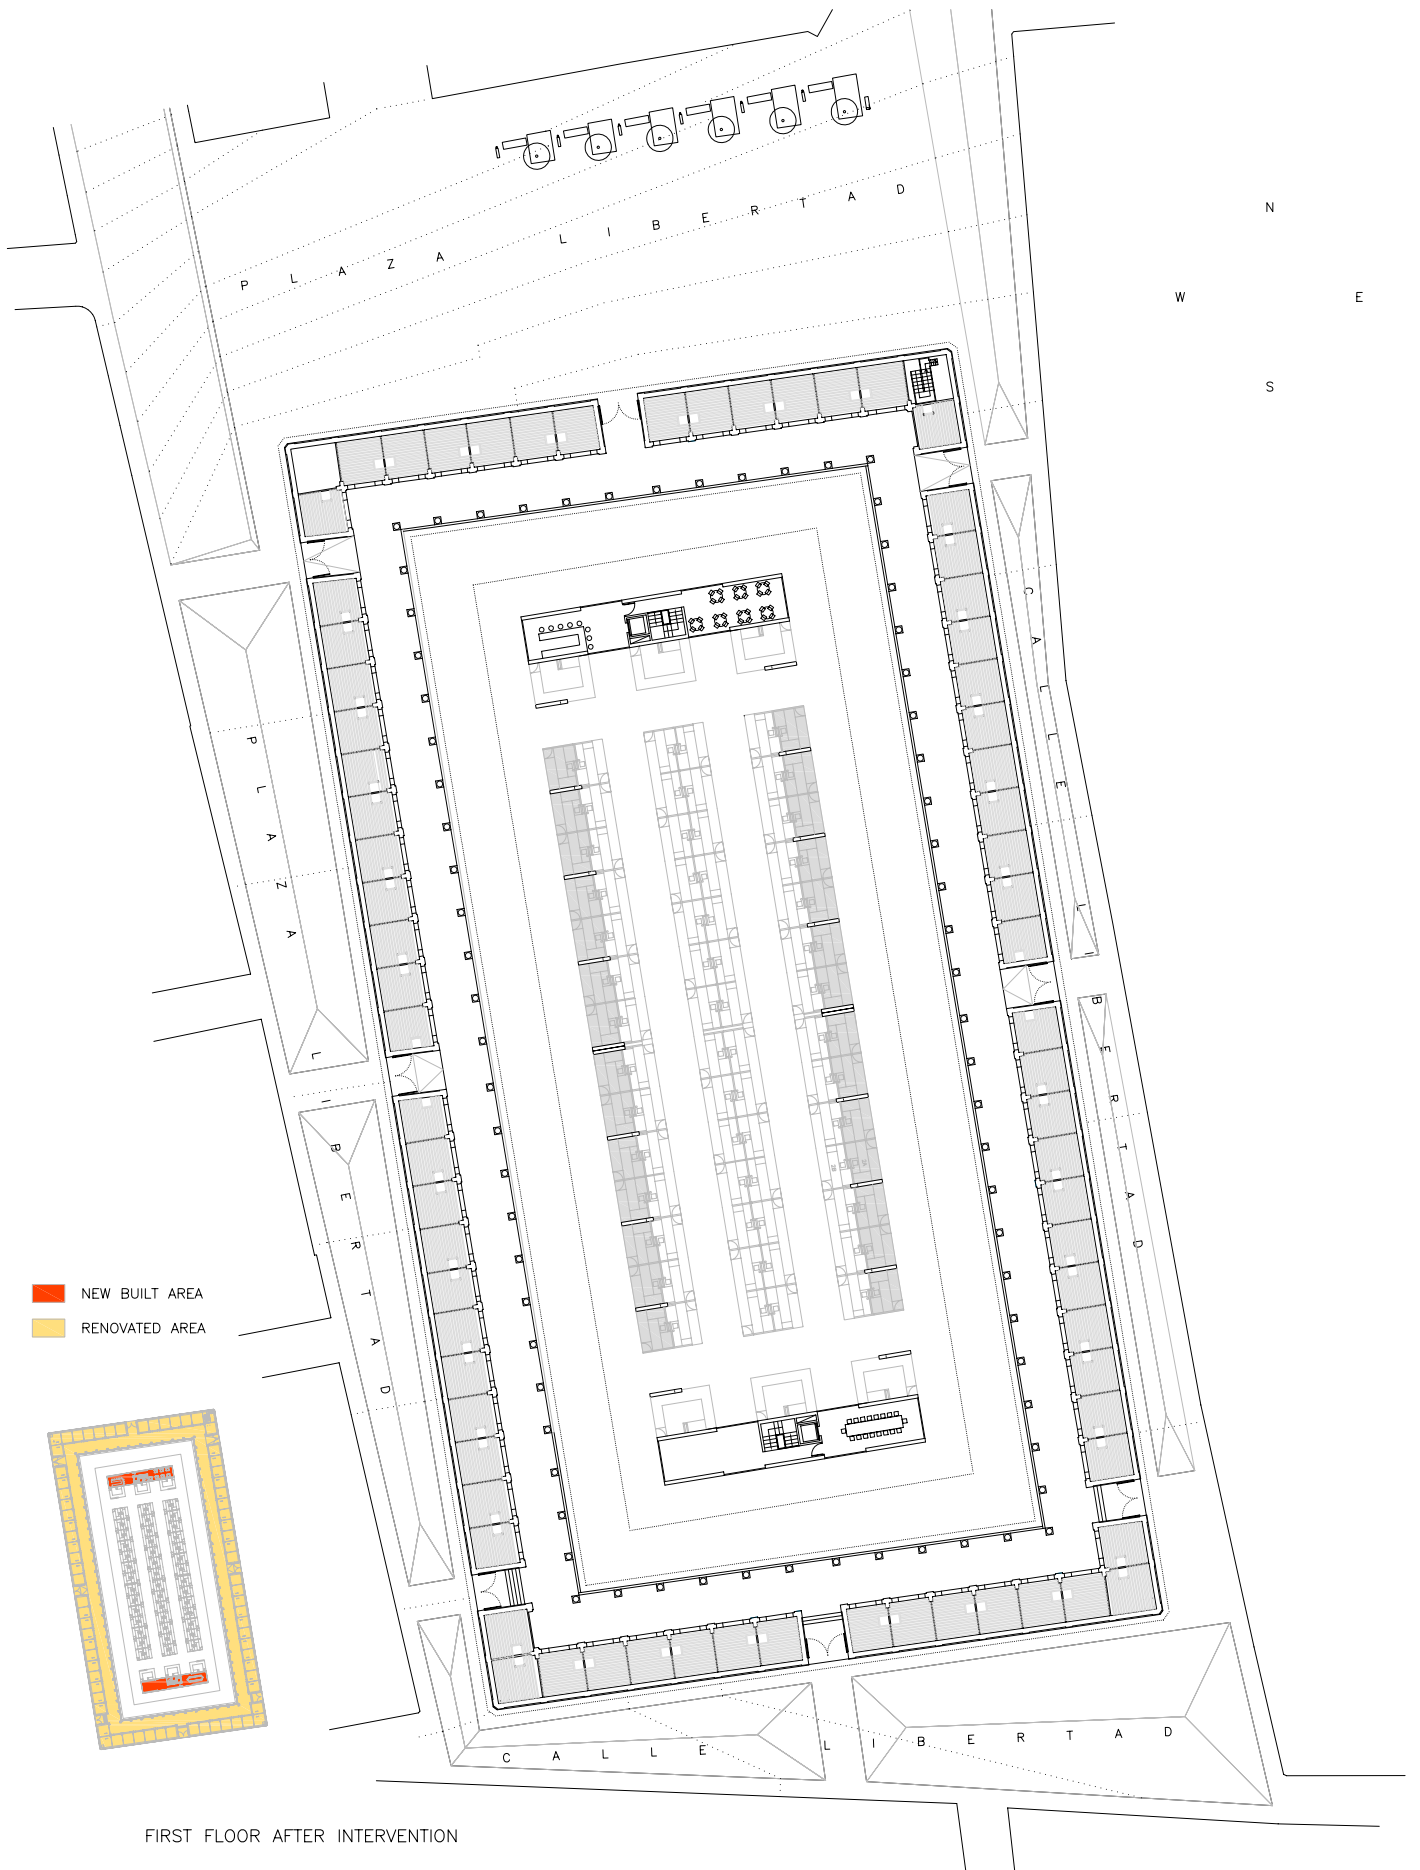 PLAZA LIBERTAD
N
W E
S
PLAZA LIBERTAD
CALLE LIBERTAD
NEW BUILT AREA
RENOVATED AREA
CALLE LIBERTAD
FIRST FLOOR AFTER INTERVENTION